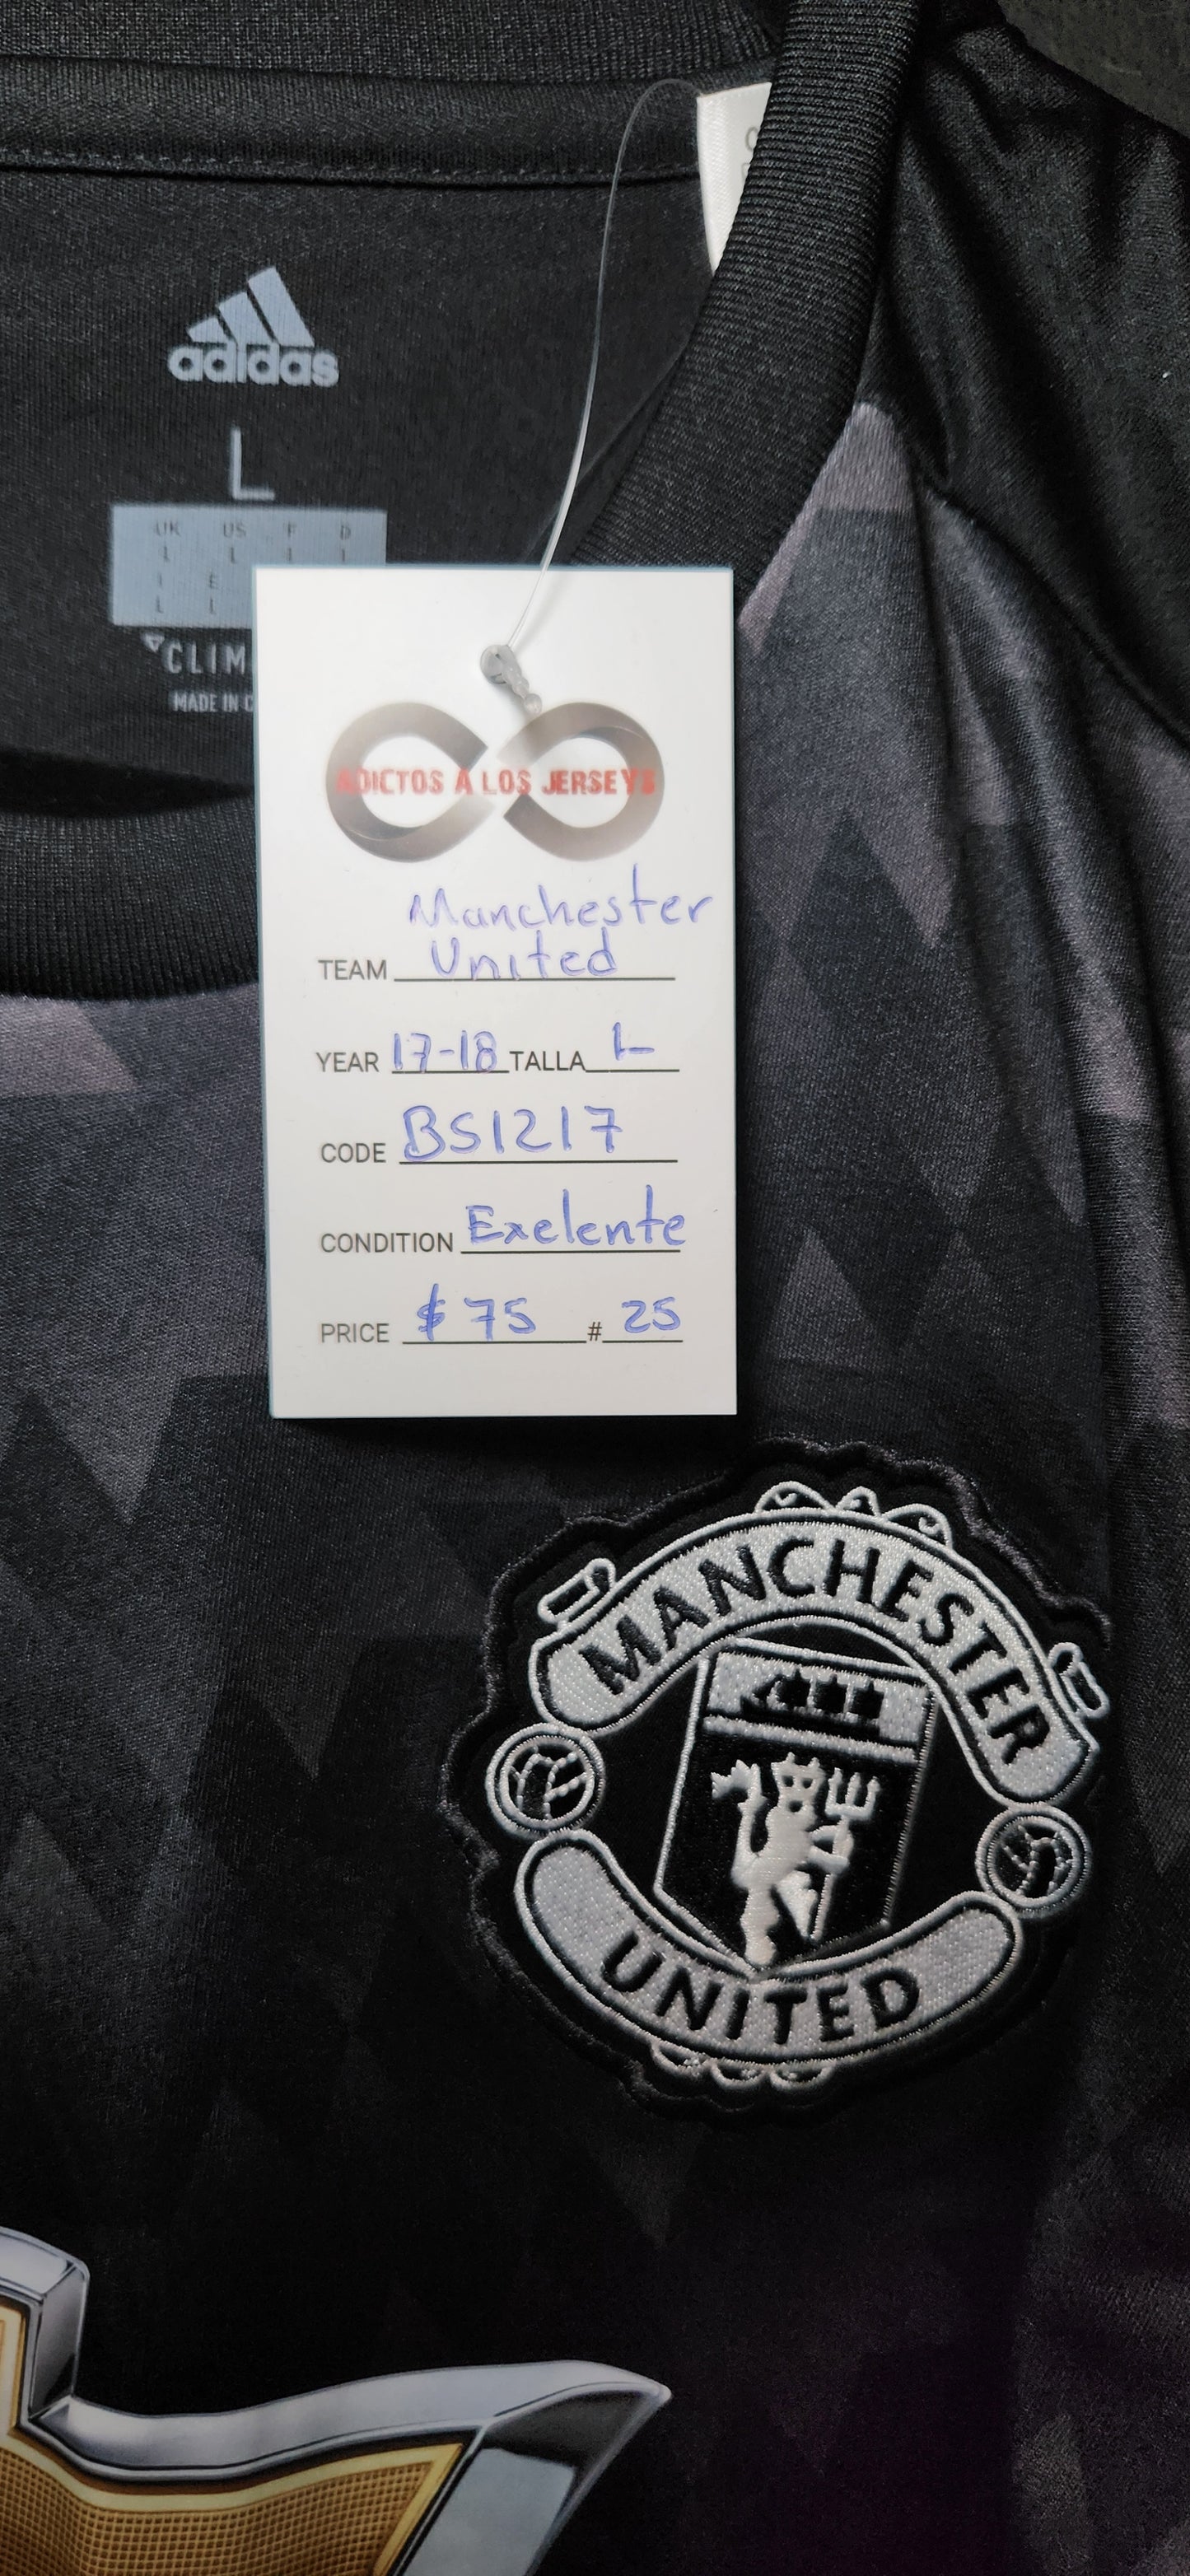 adidas
L
UK US F D
L L L L
CLIM
MADE IN C
ADICTOS A LOS JERSEYS
Manchester
TEAM United
YEAR 17-18 TALLA L
CODE BS1217
CONDITION Exelente
PRICE $75 # 25
MANCHESTER
UNITED